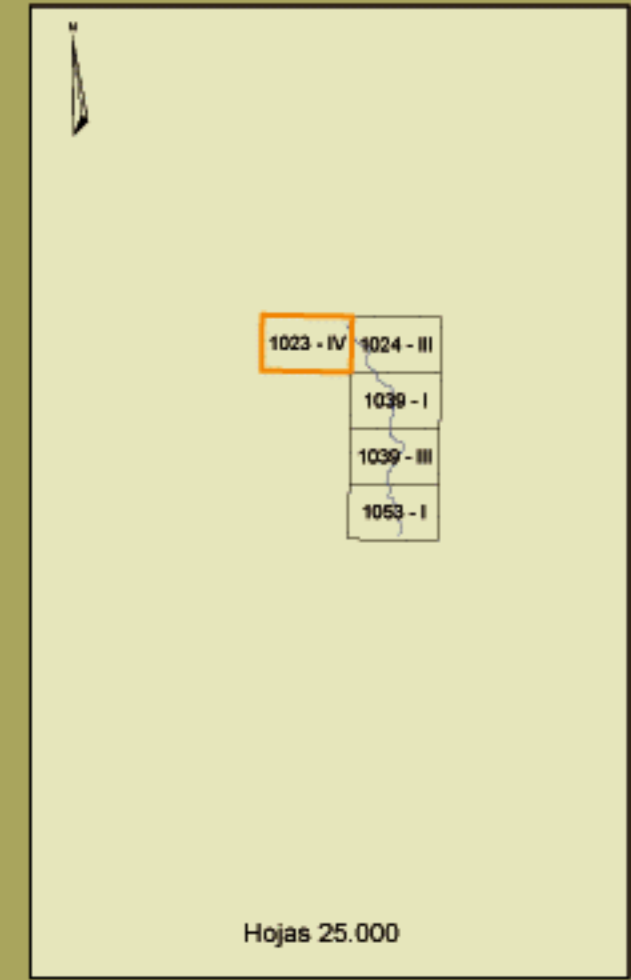 N
1023 - IV 1024 - III
1039 - I
1039 - III
1053 - I
Hojas 25.000